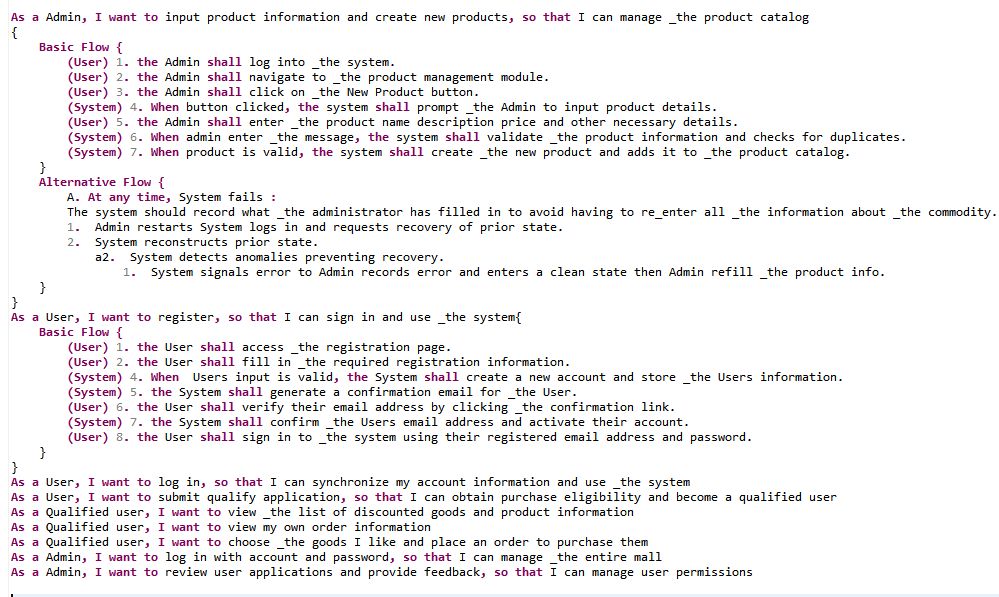 As a Admin, I want to input product information and create new products, so that I can manage _the product catalog
{
Basic Flow {
(User) 1. the Admin shall log into _the system.
(User) 2. the Admin shall navigate to _the product management module.
(User) 3. the Admin shall click on _the New Product button.
(System) 4. When button clicked, the system shall prompt _the Admin to input product details.
(User) 5. the Admin shall enter _the product name description price and other necessary details.
(System) 6. When admin enter _the message, the system shall validate _the product information and checks for duplicates.
(System) 7. When product is valid, the system shall create _the new product and adds it to _the product catalog.
}
Alternative Flow {
A. At any time, System fails :
The system should record what _the administrator has filled in to avoid having to re_enter all _the information about _the commodity.
1. Admin restarts System logs in and requests recovery of prior state.
2. System reconstructs prior state.
a2. System detects anomalies preventing recovery.
1. System signals error to Admin records error and enters a clean state then Admin refill _the product info.
}
}
As a User, I want to register, so that I can sign in and use _the system{
Basic Flow {
(User) 1. the User shall access _the registration page.
(User) 2. the User shall fill in _the required registration information.
(System) 4. When  Users input is valid, the System shall create a new account and store _the Users information.
(System) 5. the System shall generate a confirmation email for _the User.
(User) 6. the User shall verify their email address by clicking _the confirmation link.
(System) 7. the System shall confirm _the Users email address and activate their account.
(User) 8. the User shall sign in to _the system using their registered email address and password.
}
}
As a User, I want to log in, so that I can synchronize my account information and use _the system
As a User, I want to submit qualify application, so that I can obtain purchase eligibility and become a qualified user
As a Qualified user, I want to view _the list of discounted goods and product information
As a Qualified user, I want to view my own order information
As a Qualified user, I want to choose _the goods I like and place an order to purchase them
As a Admin, I want to log in with account and password, so that I can manage _the entire mall
As a Admin, I want to review user applications and provide feedback, so that I can manage user permissions